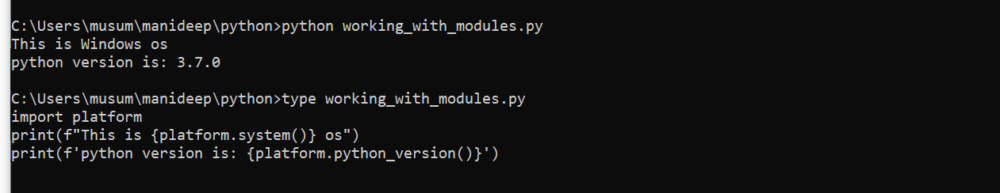 C:\Users\musum\manideep\python>python working_with_modules.py
This is Windows os
python version is: 3.7.0
C:\Users\musum\manideep\python>type working_with_modules.py
import platform
print(f"This is {platform.system()} os")
print(f'python version is: {platform.python_version()}')